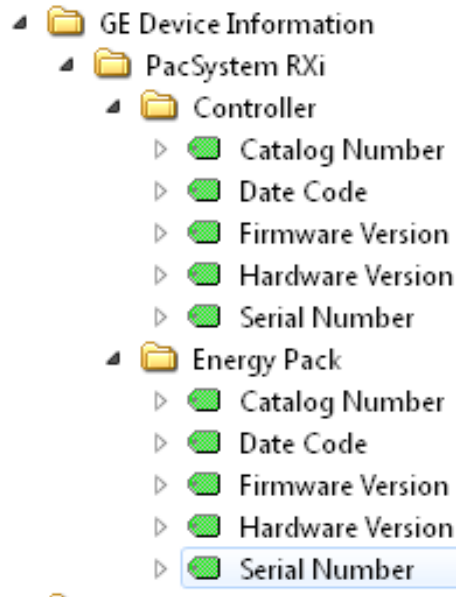 GE Device Information
PacSystem RXi
Controller
Catalog Number
Date Code
Firmware Version
Hardware Version
Serial Number
Energy Pack
Catalog Number
Date Code
Firmware Version
Hardware Version
Serial Number